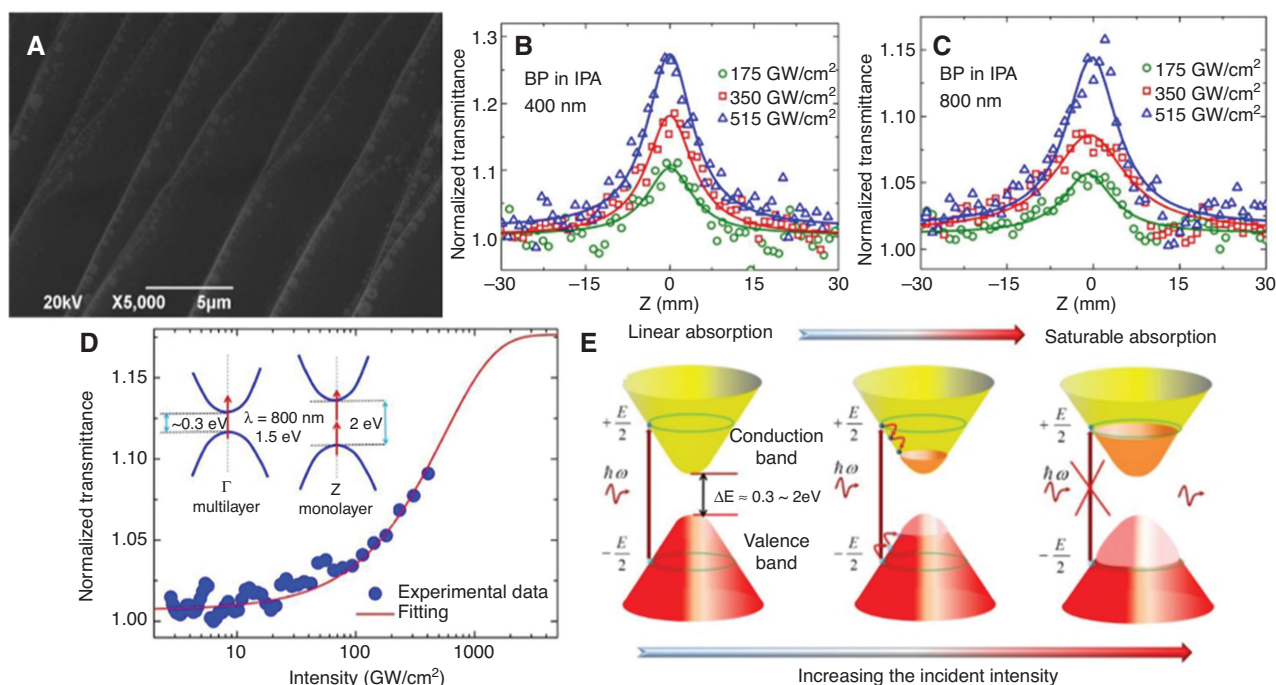 A
20kV X5,000 5μm
B
BP in IPA
400 nm
175 GW/cm²
350 GW/cm²
515 GW/cm²
Normalized transmittance
1.3
1.2
1.1
1.0
−30 −15 0 15 30
Z (mm)
C
BP in IPA
800 nm
175 GW/cm²
350 GW/cm²
515 GW/cm²
Normalized transmittance
1.15
1.10
1.05
1.00
−30 −15 0 15 30
Z (mm)
D
Normalized transmittance
1.15
1.10
1.05
1.00
~0.3 eV
λ = 800 nm
1.5 eV
2 eV
Γ
multilayer
Z
monolayer
Experimental data
Fitting
10 100 1000
Intensity (GW/cm²)
E
Linear absorption
Saturable absorption
+E/2
ħω
−E/2
Conduction
band
ΔE ≈ 0.3 ~ 2eV
Valence
band
+E/2
ħω
−E/2
+E/2
ħω
−E/2
Increasing the incident intensity